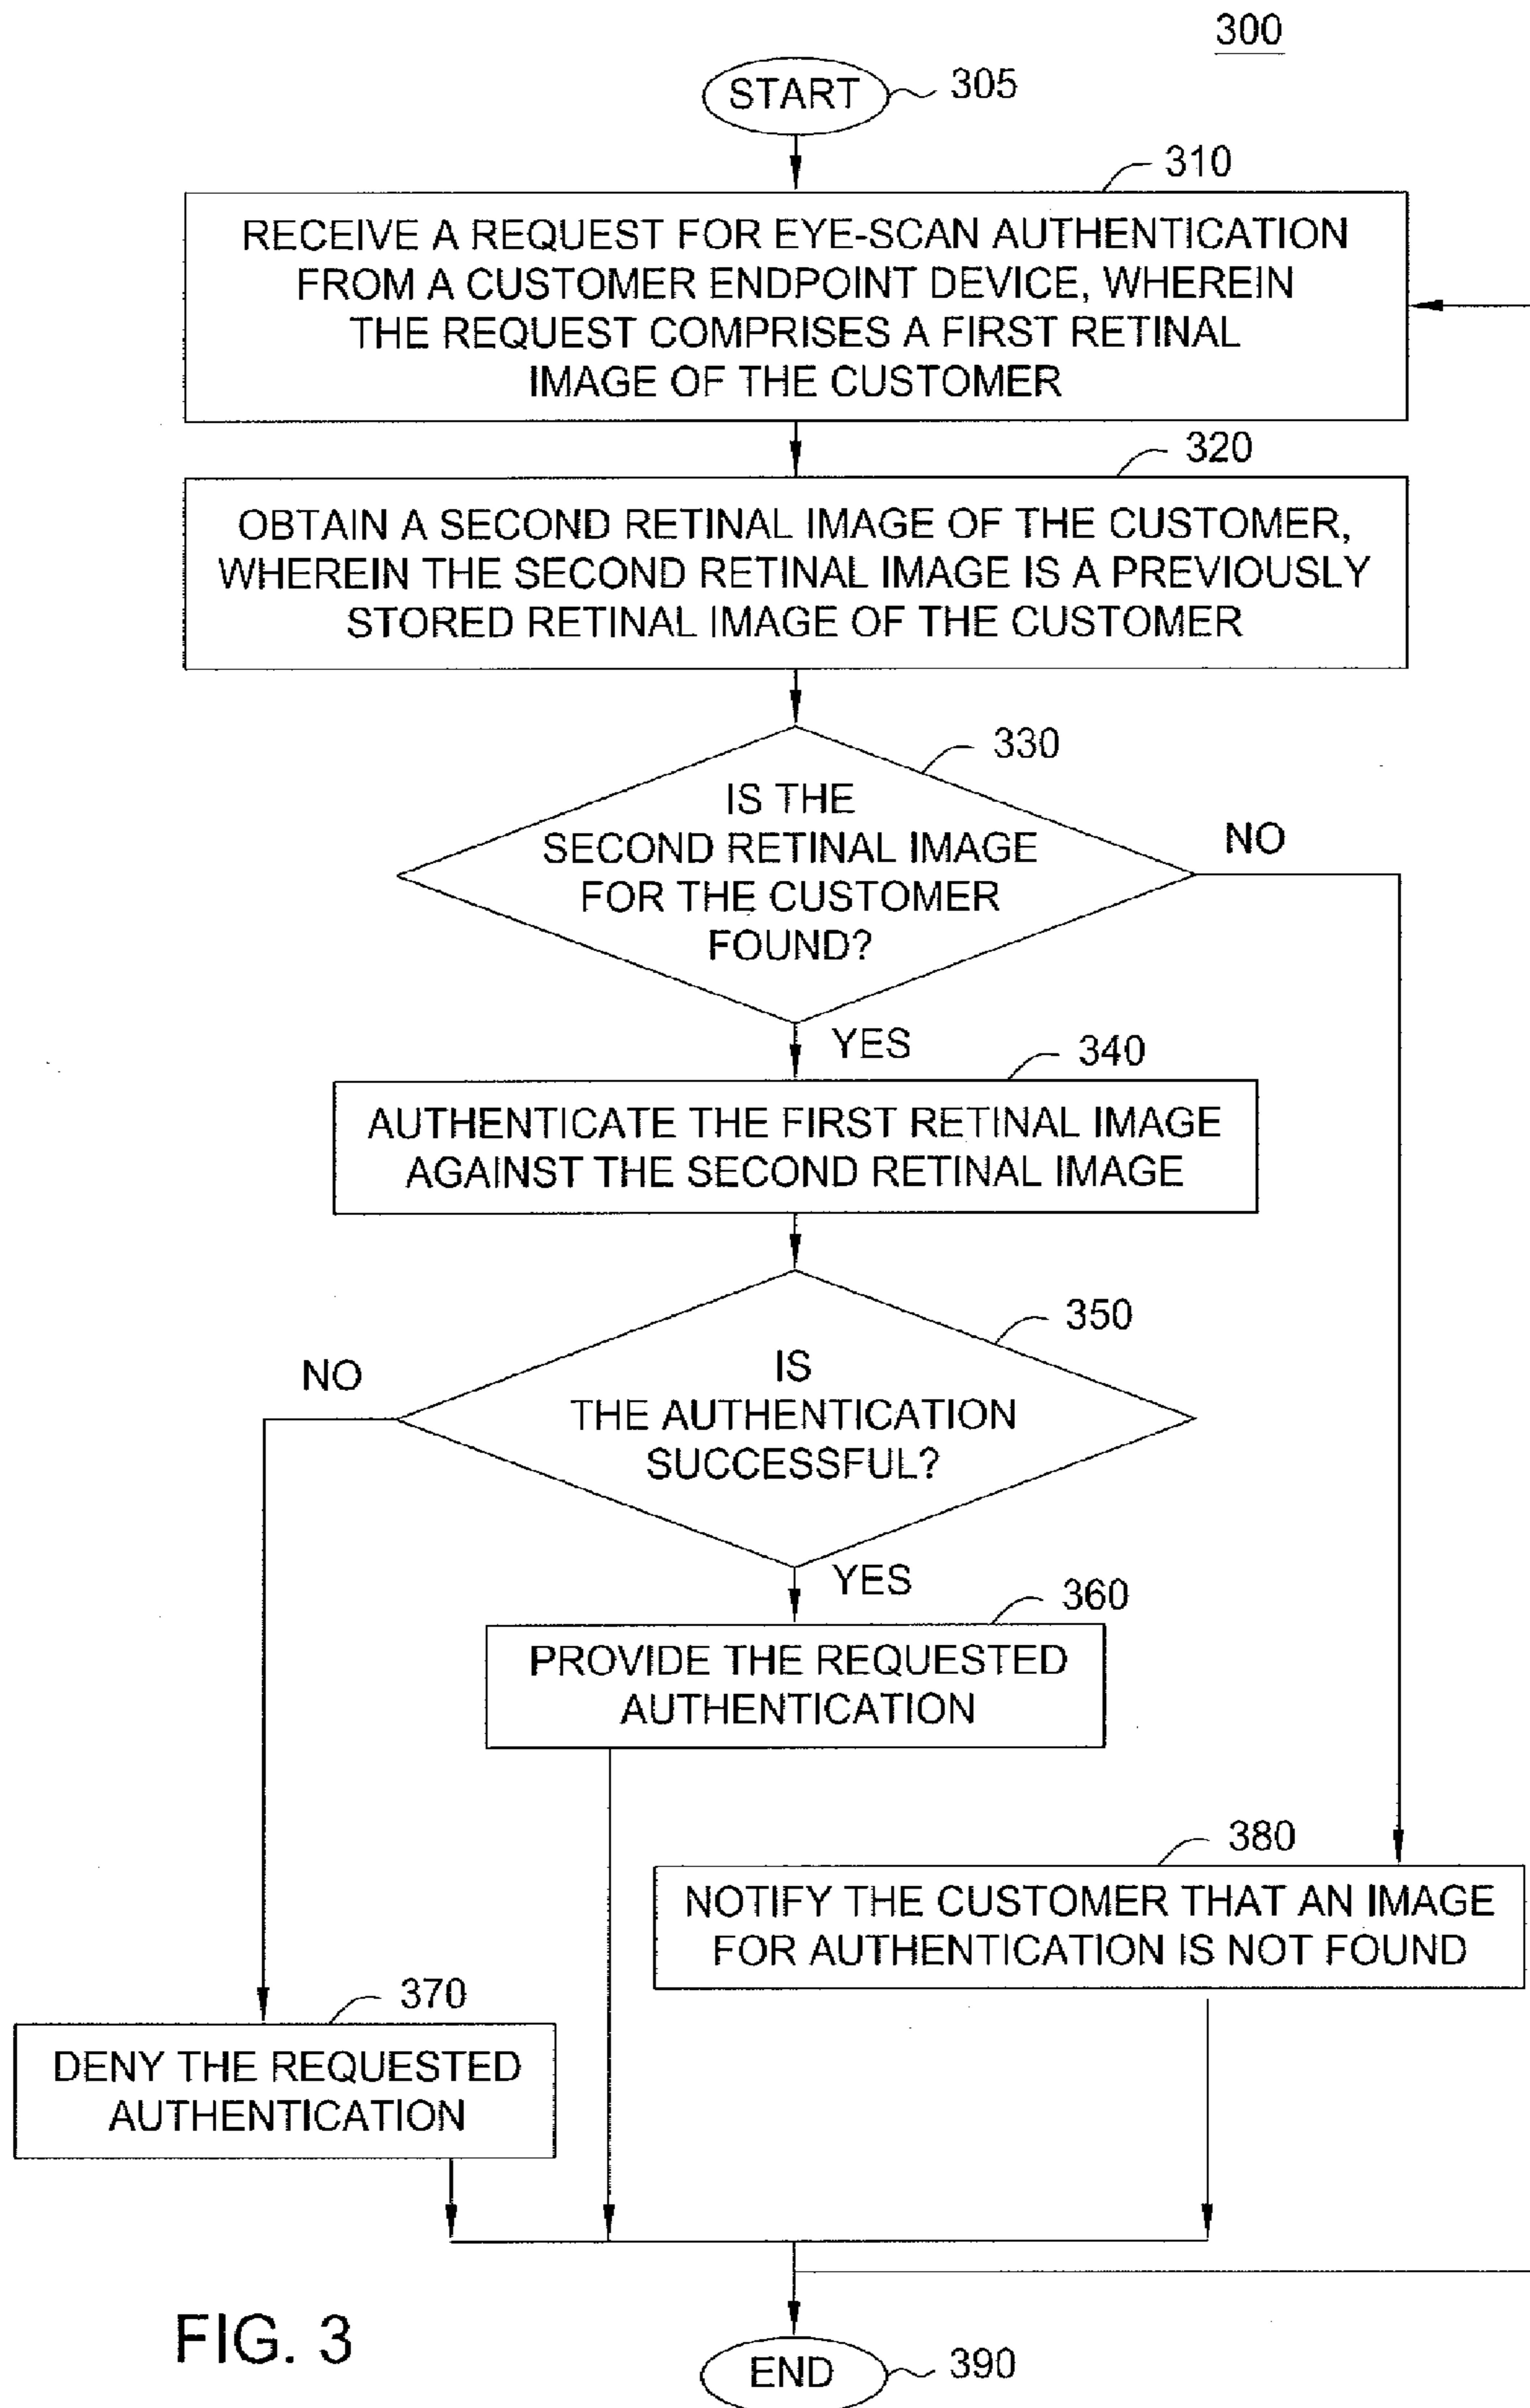 300
START
305
310
RECEIVE A REQUEST FOR EYE-SCAN AUTHENTICATION
FROM A CUSTOMER ENDPOINT DEVICE, WHEREIN
THE REQUEST COMPRISES A FIRST RETINAL
IMAGE OF THE CUSTOMER
320
OBTAIN A SECOND RETINAL IMAGE OF THE CUSTOMER,
WHEREIN THE SECOND RETINAL IMAGE IS A PREVIOUSLY
STORED RETINAL IMAGE OF THE CUSTOMER
330
IS THE
SECOND RETINAL IMAGE
FOR THE CUSTOMER
FOUND?
NO
YES
340
AUTHENTICATE THE FIRST RETINAL IMAGE
AGAINST THE SECOND RETINAL IMAGE
350
IS
THE AUTHENTICATION
SUCCESSFUL?
NO
YES
360
PROVIDE THE REQUESTED
AUTHENTICATION
380
NOTIFY THE CUSTOMER THAT AN IMAGE
FOR AUTHENTICATION IS NOT FOUND
370
DENY THE REQUESTED
AUTHENTICATION
FIG. 3
END
390